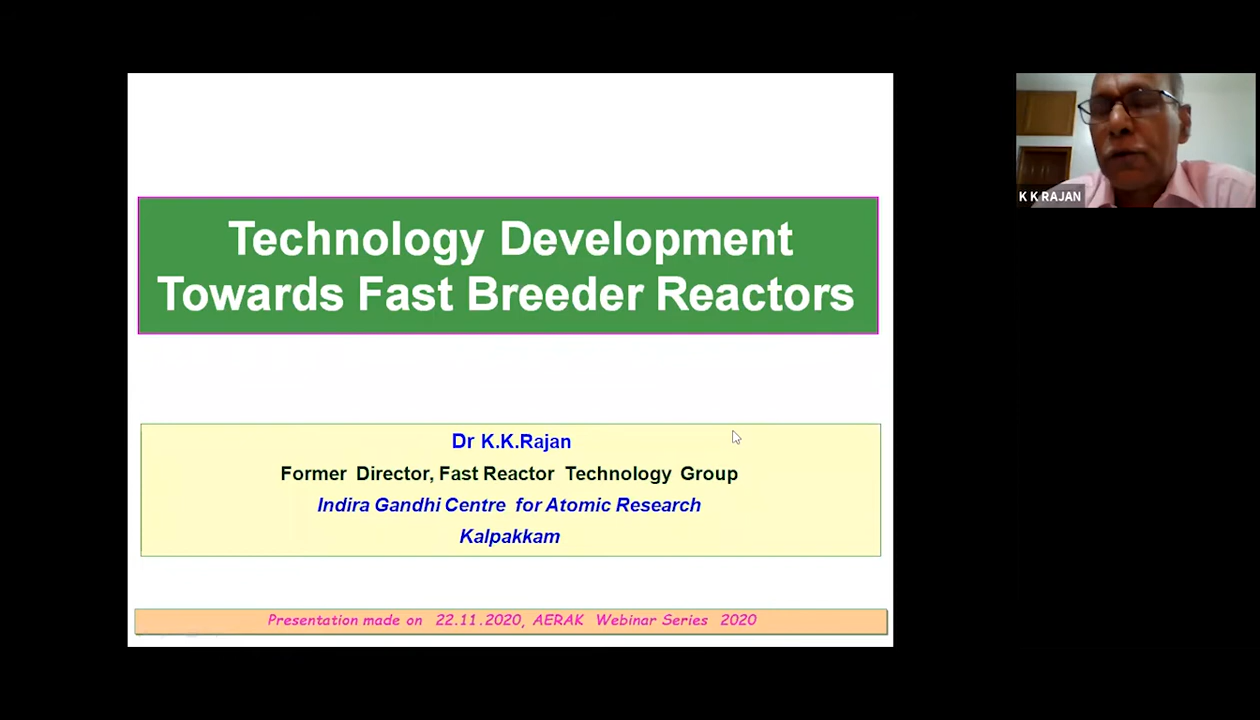 Technology Development
Towards Fast Breeder Reactors
Dr K.K.Rajan
Former Director, Fast Reactor Technology Group
Indira Gandhi Centre for Atomic Research
Kalpakkam
Presentation made on 22.11.2020, AERAK Webinar Series 2020
K K RAJAN